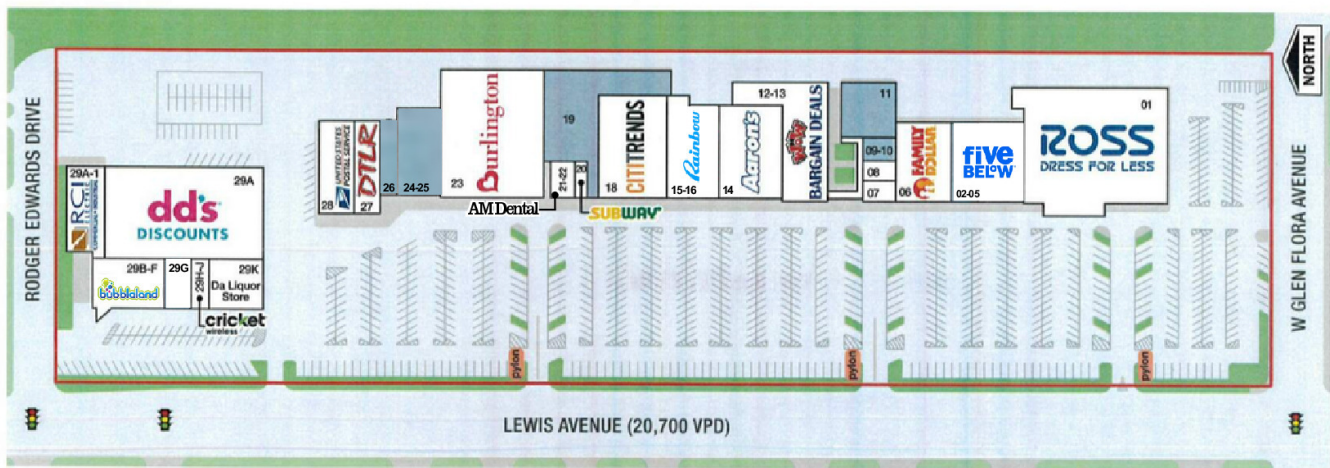 NORTH
RODGER EDWARDS DRIVE
W GLEN FLORA AVENUE
29A-1
RCI
29A
dd's
DISCOUNTS
29B-F
bubblaland
29G
29H-J
cricket
wireless
29K
Da Liquor
Store
28
UNITED STATES
POSTAL SERVICE
27
DTLR
26
24-25
23
Burlington
19
21-22
AM Dental
20
SUBWAY
18
CITITRENDS
15-16
Rainbow
14
Aaron's
12-13
WOW
BARGAIN DEALS
11
09-10
08
07
06
FAMILY
DOLLAR
five
BELOW
02-05
01
ROSS
DRESS FOR LESS
pylon
pylon
pylon
LEWIS AVENUE (20,700 VPD)